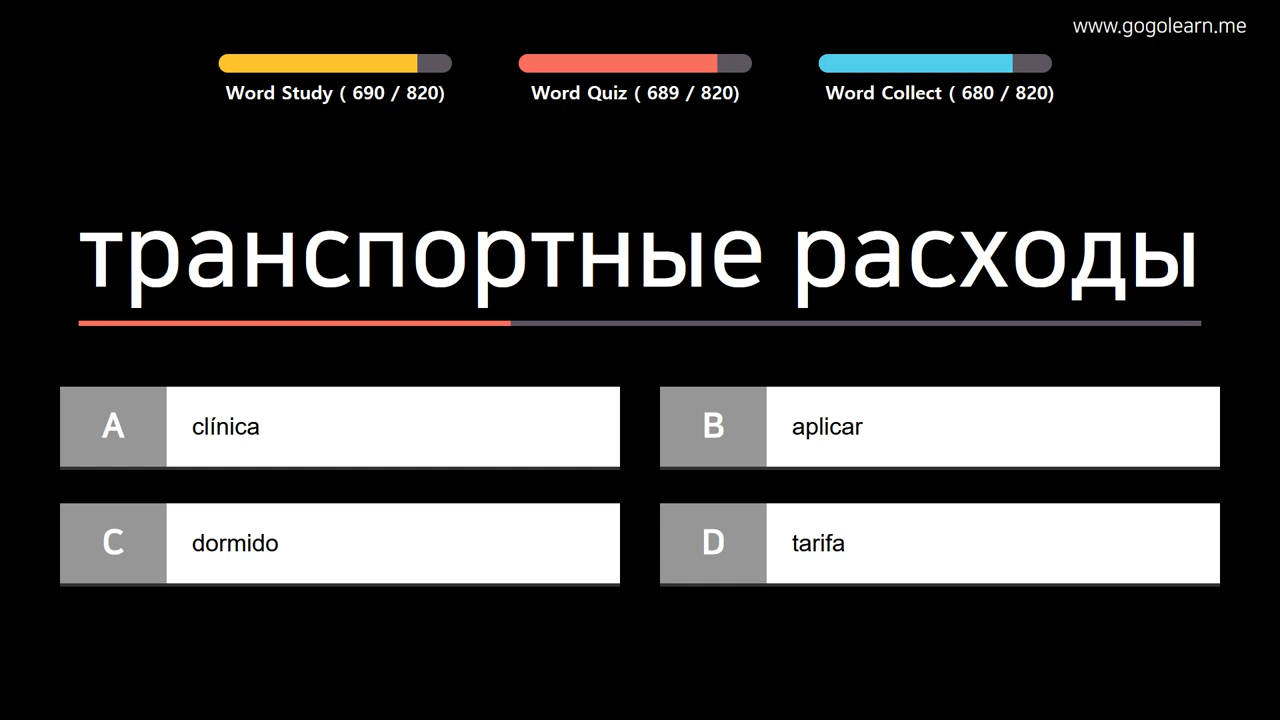 www.gogolearn.me
Word Study ( 690 / 820)
Word Quiz ( 689 / 820)
Word Collect ( 680 / 820)
транспортные расходы
A clínica
B aplicar
C dormido
D tarifa